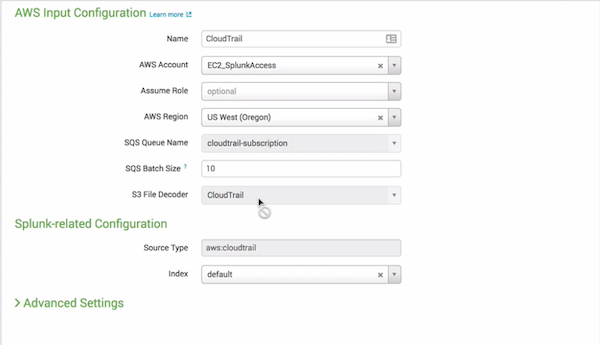 AWS Input Configuration Learn more
Name CloudTrail
AWS Account EC2_SplunkAccess
Assume Role optional
AWS Region US West (Oregon)
SQS Queue Name cloudtrail-subscription
SQS Batch Size ? 10
S3 File Decoder CloudTrail
Splunk-related Configuration
Source Type aws:cloudtrail
Index default
Advanced Settings